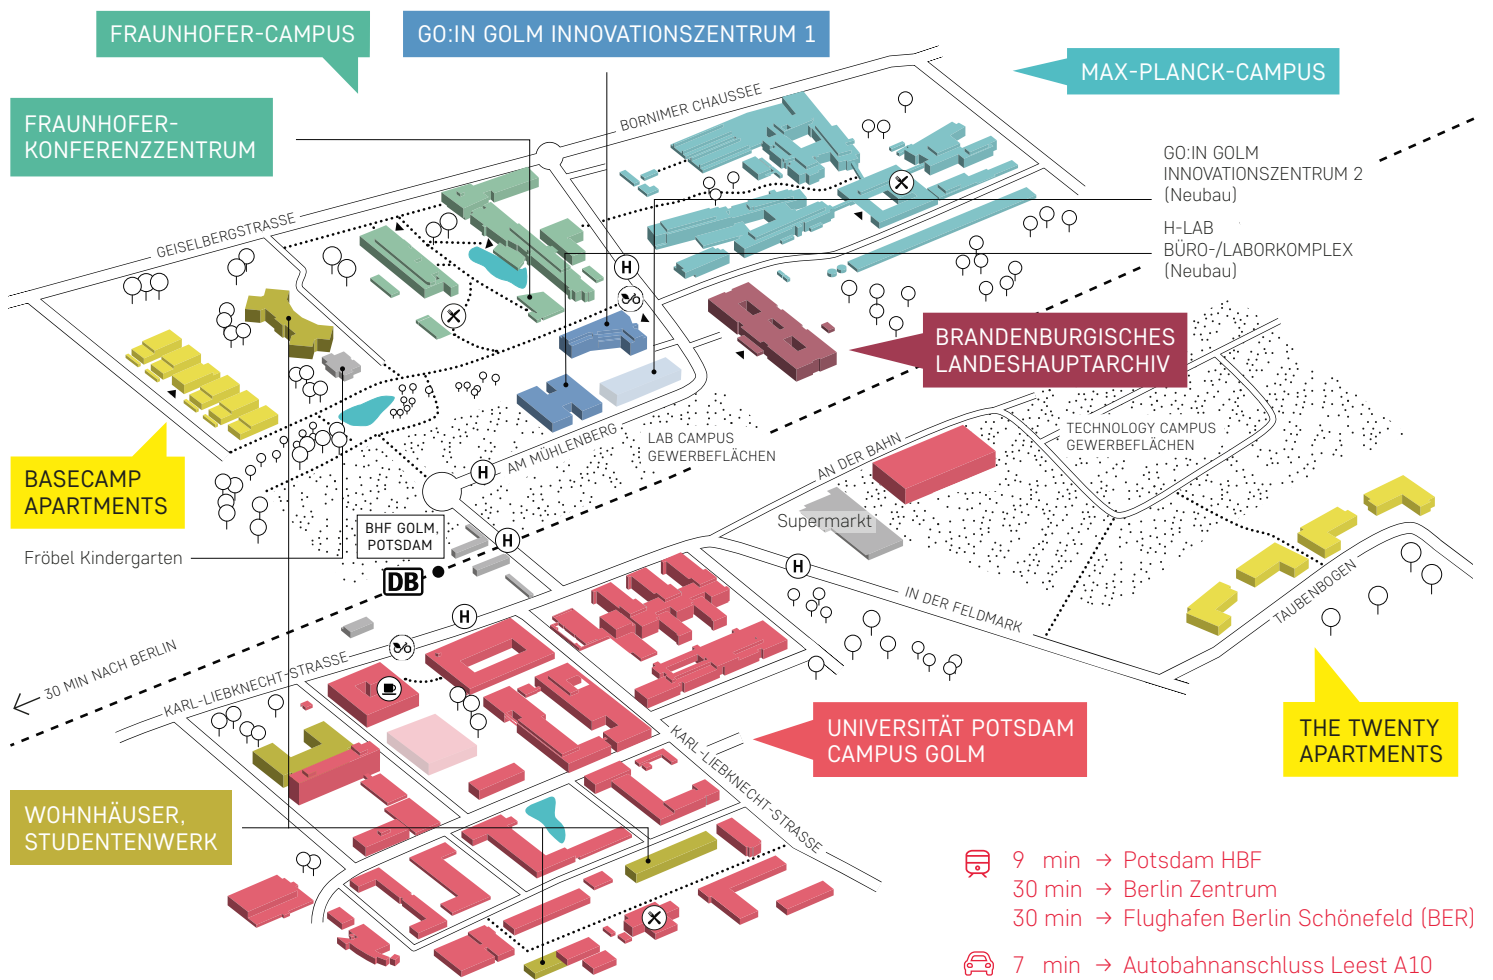 FRAUNHOFER-CAMPUS
GO:IN GOLM INNOVATIONSZENTRUM 1
MAX-PLANCK-CAMPUS
FRAUNHOFER-
KONFERENZZENTRUM
BORNIMER CHAUSSEE
GO:IN GOLM
INNOVATIONSZENTRUM 2
(Neubau)
H-LAB
BÜRO-/LABORKOMPLEX
(Neubau)
GEISELBERGSTRASSE
H
BRANDENBURGISCHES
LANDESHAUPTARCHIV
BASECAMP
APARTMENTS
AM MÜHLENBERG
H
LAB CAMPUS
GEWERBEFLÄCHEN
AN DER BAHN
TECHNOLOGY CAMPUS
GEWERBEFLÄCHEN
Supermarkt
BHF GOLM,
POTSDAM
H
DB
Fröbel Kindergarten
H
IN DER FELDMARK
TAUBENBOGEN
H
30 MIN NACH BERLIN
KARL-LIEBKNECHT-STRASSE
KARL-LIEBKNECHT-STRASSE
UNIVERSITÄT POTSDAM
CAMPUS GOLM
THE TWENTY
APARTMENTS
WOHNHÄUSER,
STUDENTENWERK
9 min → Potsdam HBF
30 min → Berlin Zentrum
30 min → Flughafen Berlin Schönefeld (BER)
7 min → Autobahnanschluss Leest A10